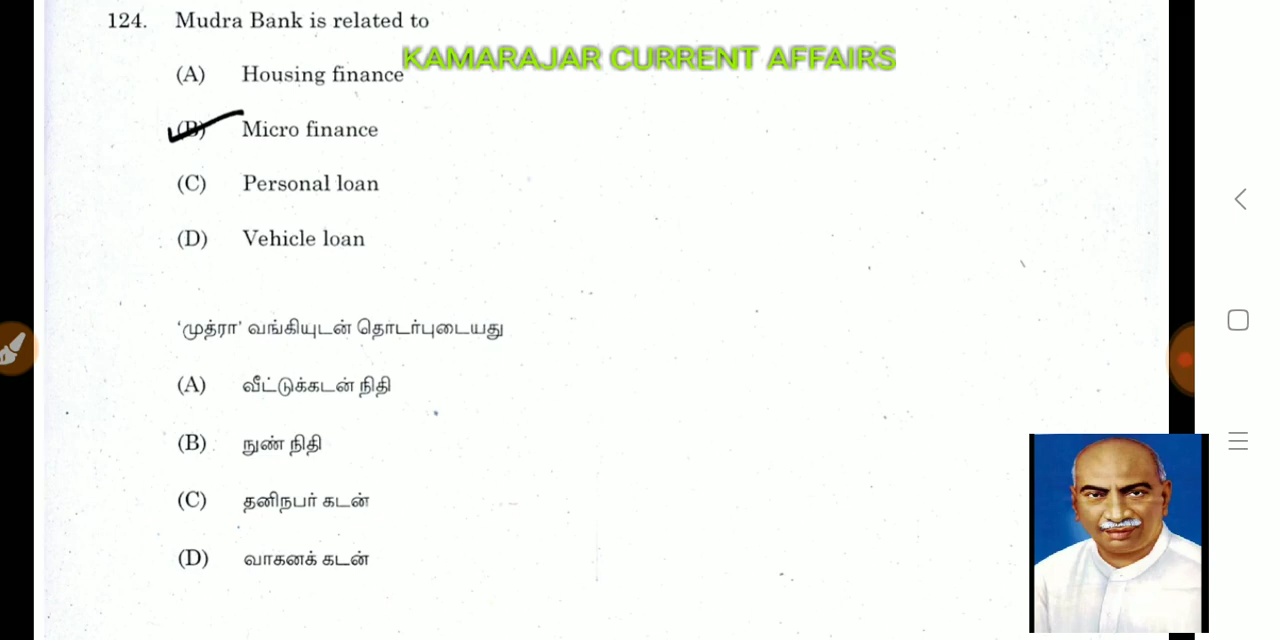 124. Mudra Bank is related to
KAMARAJAR CURRENT AFFAIRS
(A) Housing finance
(B) Micro finance
(C) Personal loan
(D) Vehicle loan
‘முத்ரா’ வங்கியுடன் தொடர்புடையது
(A) வீட்டுக்கடன் நிதி
(B) நுண் நிதி
(C) தனிநபர் கடன்
(D) வாகனக் கடன்